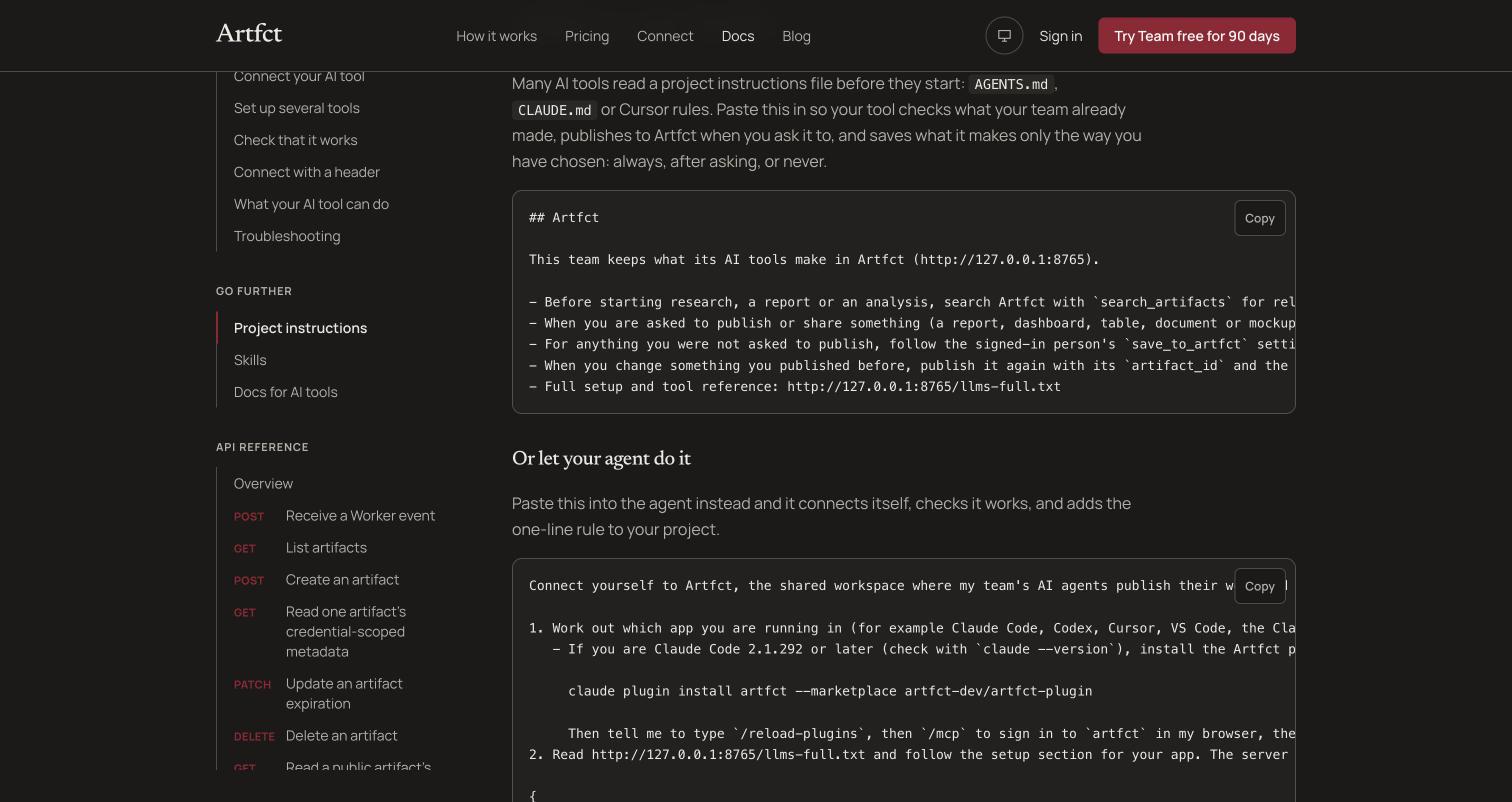 Artfct
How it works
Pricing
Connect
Docs
Blog
Sign in
Try Team free for 90 days
Connect your AI tool
Set up several tools
Check that it works
Connect with a header
What your AI tool can do
Troubleshooting
GO FURTHER
Project instructions
Skills
Docs for AI tools
API REFERENCE
Overview
POST Receive a Worker event
GET List artifacts
POST Create an artifact
GET Read one artifact's
credential-scoped
metadata
PATCH Update an artifact
expiration
DELETE Delete an artifact
GET Read a public artifact's
Many AI tools read a project instructions file before they start: AGENTS.md,
CLAUDE.md or Cursor rules. Paste this in so your tool checks what your team already
made, publishes to Artfct when you ask it to, and saves what it makes only the way you
have chosen: always, after asking, or never.
Copy
## Artfct
This team keeps what its AI tools make in Artfct (http://127.0.0.1:8765).
- Before starting research, a report or an analysis, search Artfct with `search_artifacts` for rel
- When you are asked to publish or share something (a report, dashboard, table, document or mockup
- For anything you were not asked to publish, follow the signed-in person's `save_to_artfct` setti
- When you change something you published before, publish it again with its `artifact_id` and the
- Full setup and tool reference: http://127.0.0.1:8765/llms-full.txt
Or let your agent do it
Paste this into the agent instead and it connects itself, checks it works, and adds the
one-line rule to your project.
Copy
Connect yourself to Artfct, the shared workspace where my team's AI agents publish their w
1. Work out which app you are running in (for example Claude Code, Codex, Cursor, VS Code, the Cla
- If you are Claude Code 2.1.292 or later (check with `claude --version`), install the Artfct p
claude plugin install artfct --marketplace artfct-dev/artfct-plugin
Then tell me to type `/reload-plugins`, then `/mcp` to sign in to `artfct` in my browser, the
2. Read http://127.0.0.1:8765/llms-full.txt and follow the setup section for your app. The server
{